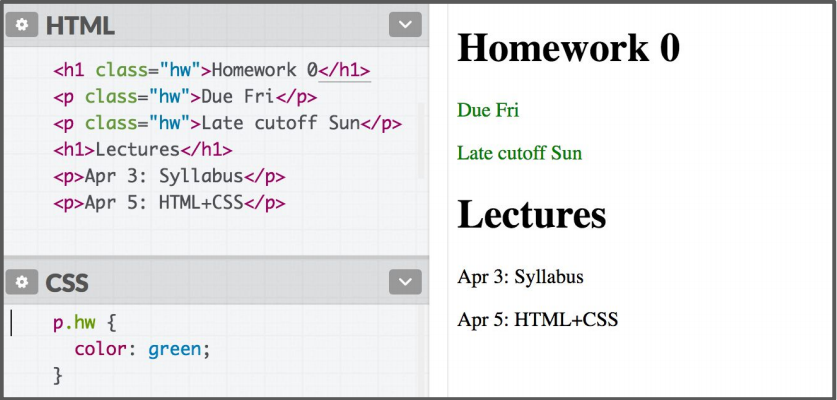 HTML
<h1 class="hw">Homework 0</h1>
<p class="hw">Due Fri</p>
<p class="hw">Late cutoff Sun</p>
<h1>Lectures</h1>
<p>Apr 3: Syllabus</p>
<p>Apr 5: HTML+CSS</p>
CSS
p.hw {
  color: green;
}
Homework 0
Due Fri
Late cutoff Sun
Lectures
Apr 3: Syllabus
Apr 5: HTML+CSS